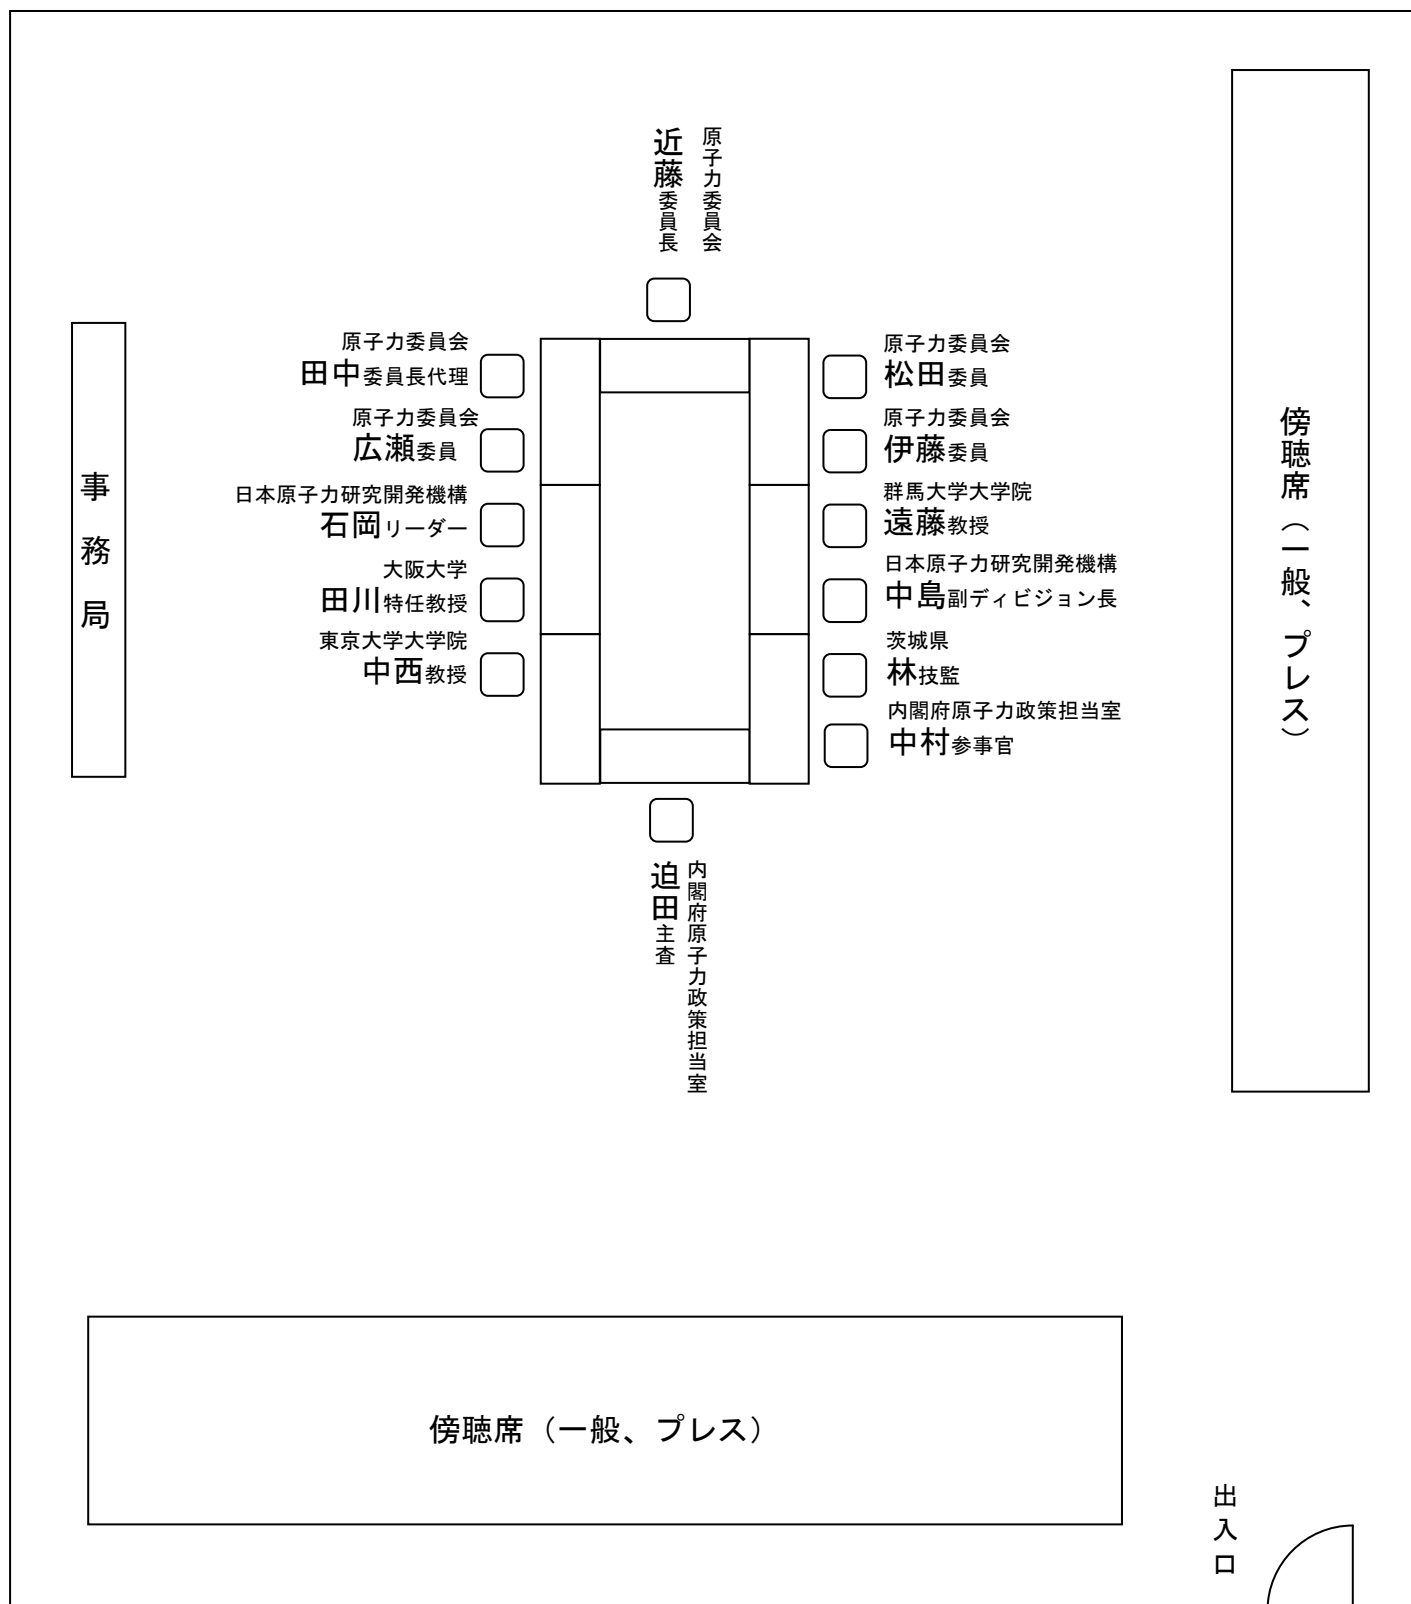 原子力委員会
近藤委員長
原子力委員会
田中委員長代理
原子力委員会
広瀬委員
日本原子力研究開発機構
石岡リーダー
大阪大学
田川特任教授
東京大学大学院
中西教授
原子力委員会
松田委員
原子力委員会
伊藤委員
群馬大学大学院
遠藤教授
日本原子力研究開発機構
中島副ディビジョン長
茨城県
林技監
内閣府原子力政策担当室
中村参事官
内閣府原子力政策担当室
迫田主査
事務局
傍聴席（一般、プレス）
傍聴席（一般、プレス）
出入口